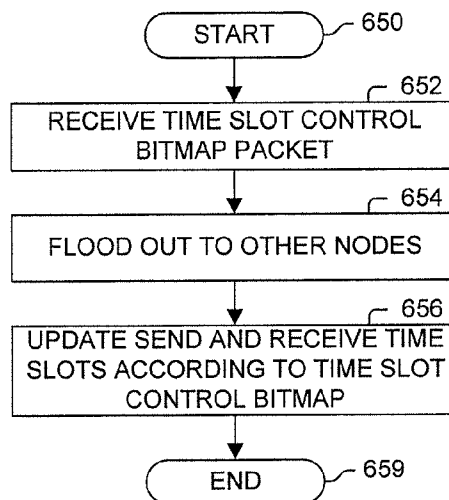 START
650
652
RECEIVE TIME SLOT CONTROL
BITMAP PACKET
654
FLOOD OUT TO OTHER NODES
656
UPDATE SEND AND RECEIVE TIME
SLOTS ACCORDING TO TIME SLOT
CONTROL BITMAP
END
659